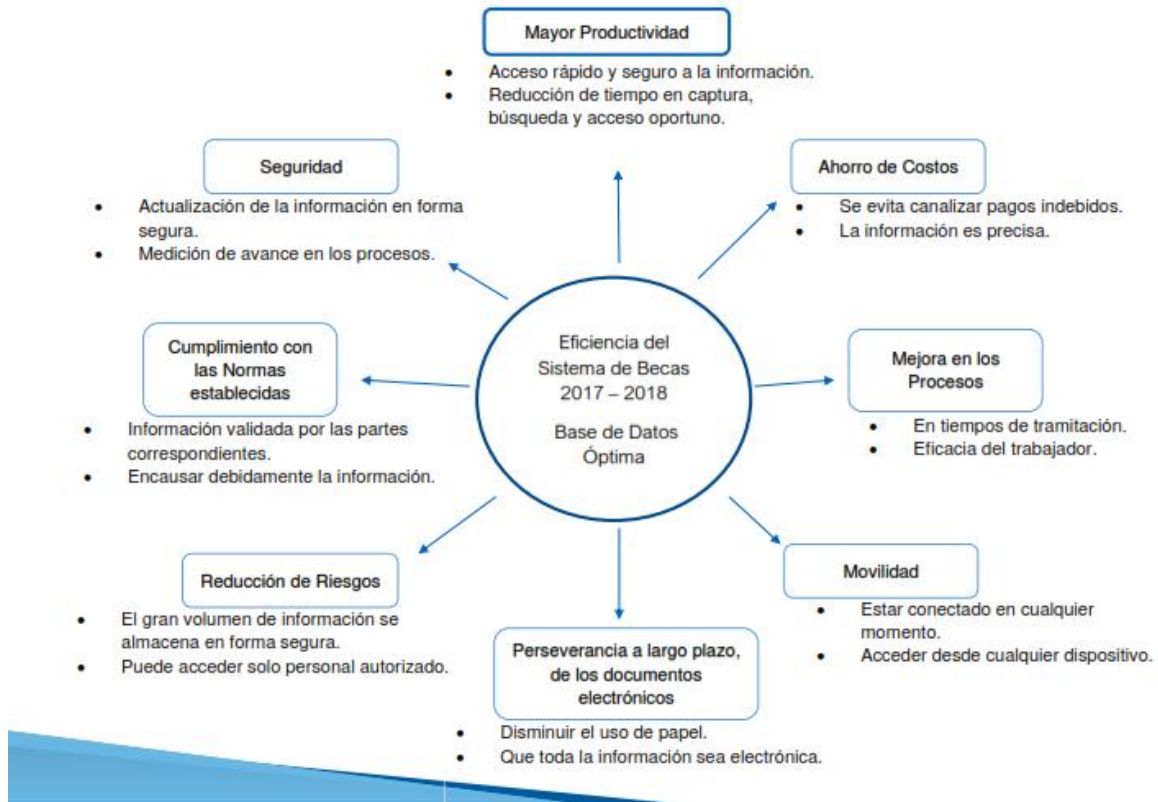 Mayor Productividad
• Acceso rápido y seguro a la información.
• Reducción de tiempo en captura,
búsqueda y acceso oportuno.
Seguridad
• Actualización de la información en forma
segura.
• Medición de avance en los procesos.
Ahorro de Costos
• Se evita canalizar pagos indebidos.
• La información es precisa.
Cumplimiento con
las Normas
establecidas
• Información validada por las partes
correspondientes.
• Encausar debidamente la información.
Eficiencia del
Sistema de Becas
2017 – 2018
Base de Datos
Óptima
Mejora en los
Procesos
• En tiempos de tramitación.
• Eficacia del trabajador.
Reducción de Riesgos
• El gran volumen de información se
almacena en forma segura.
• Puede acceder solo personal autorizado.
Perseverancia a largo plazo,
de los documentos
electrónicos
• Disminuir el uso de papel.
• Que toda la información sea electrónica.
Movilidad
• Estar conectado en cualquier
momento.
• Acceder desde cualquier dispositivo.